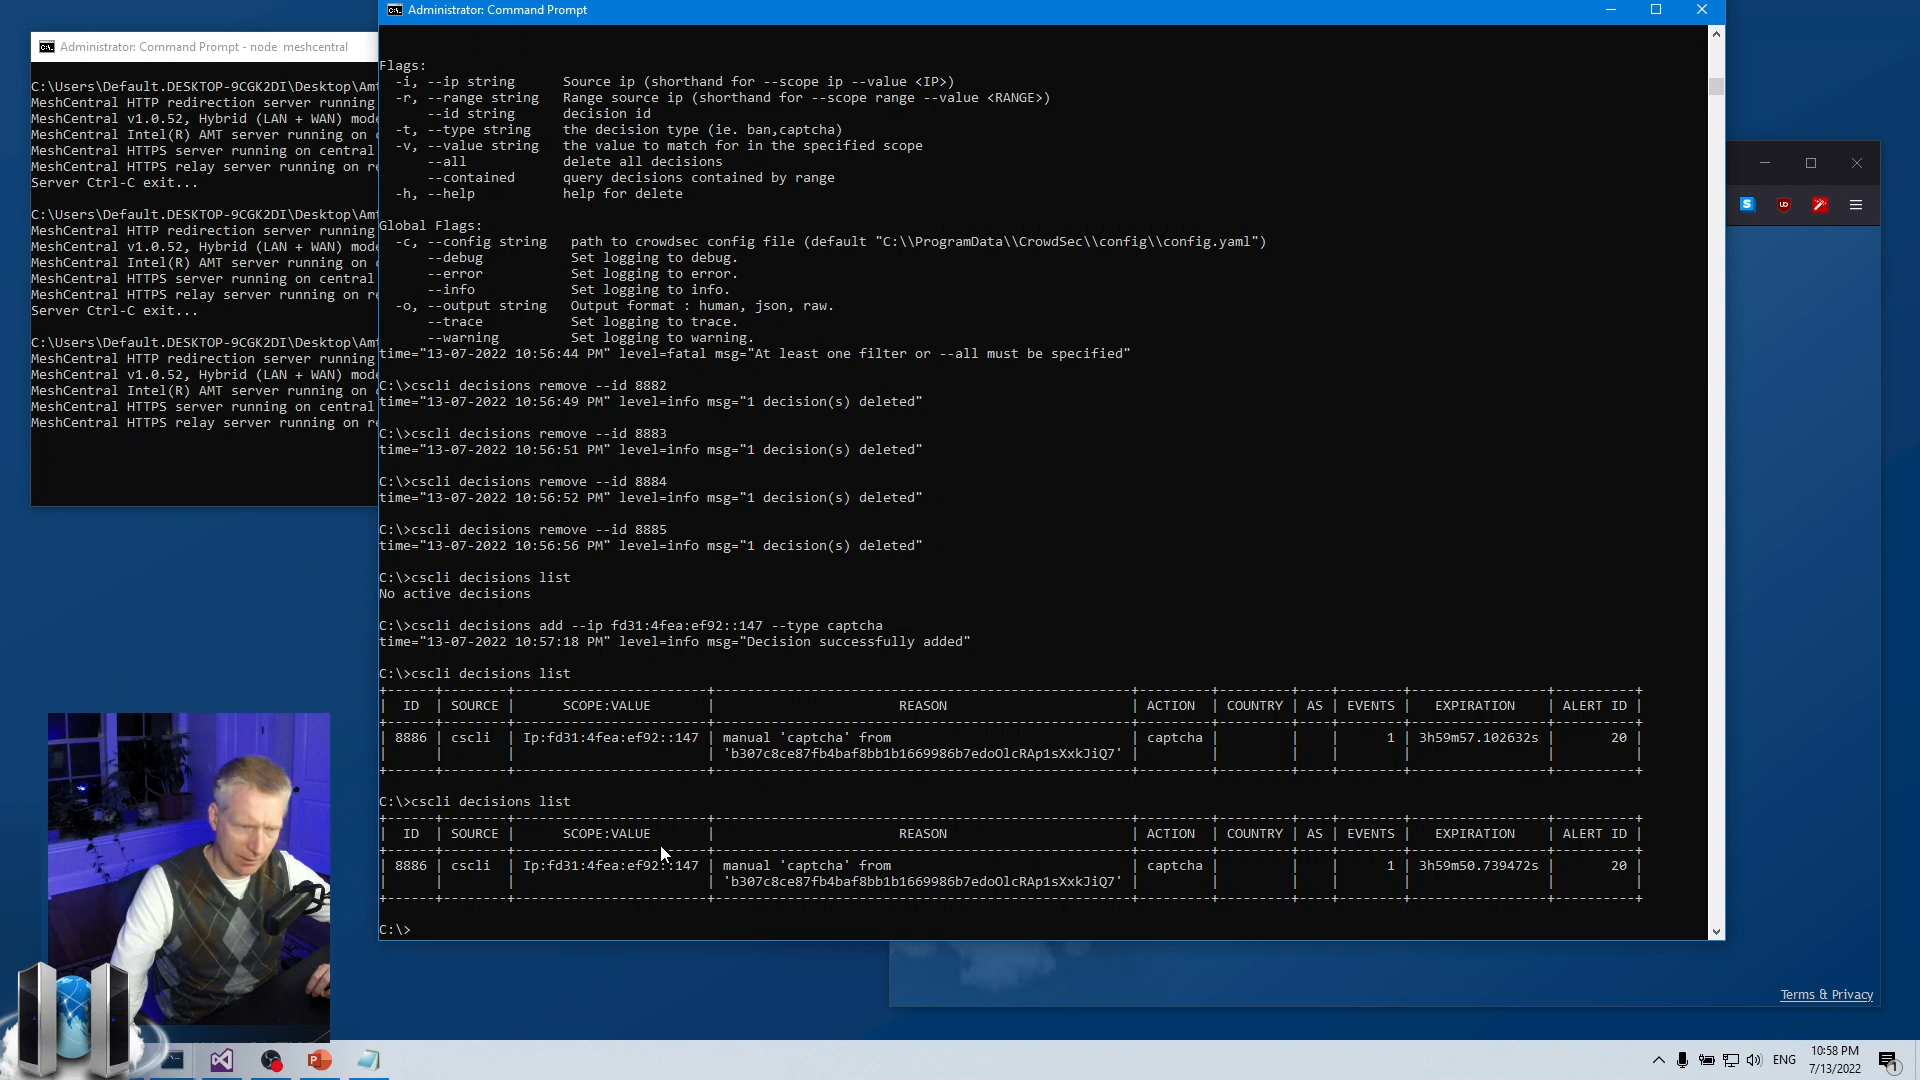 Administrator: Command Prompt - node  meshcentral
C:\Users\Default.DESKTOP-9CGK2DI\Desktop\Amt
MeshCentral HTTP redirection server running
MeshCentral v1.0.52, Hybrid (LAN + WAN) mode
MeshCentral Intel(R) AMT server running on c
MeshCentral HTTPS server running on central
MeshCentral HTTPS relay server running on re
Server Ctrl-C exit...
C:\Users\Default.DESKTOP-9CGK2DI\Desktop\Amt
MeshCentral HTTP redirection server running
MeshCentral v1.0.52, Hybrid (LAN + WAN) mode
MeshCentral Intel(R) AMT server running on c
MeshCentral HTTPS server running on central
MeshCentral HTTPS relay server running on re
Server Ctrl-C exit...
C:\Users\Default.DESKTOP-9CGK2DI\Desktop\Amt
MeshCentral HTTP redirection server running
MeshCentral v1.0.52, Hybrid (LAN + WAN) mode
MeshCentral Intel(R) AMT server running on c
MeshCentral HTTPS server running on central
MeshCentral HTTPS relay server running on re
Administrator: Command Prompt
Flags:
-i, --ip string      Source ip (shorthand for --scope ip --value <IP>)
-r, --range string   Range source ip (shorthand for --scope range --value <RANGE>)
--id string      decision id
-t, --type string    the decision type (ie. ban,captcha)
-v, --value string   the value to match for in the specified scope
--all            delete all decisions
--contained      query decisions contained by range
-h, --help           help for delete
Global Flags:
-c, --config string   path to crowdsec config file (default "C:\\ProgramData\\CrowdSec\\config\\config.yaml")
--debug           Set logging to debug.
--error           Set logging to error.
--info            Set logging to info.
-o, --output string   Output format : human, json, raw.
--trace           Set logging to trace.
--warning         Set logging to warning.
time="13-07-2022 10:56:44 PM" level=fatal msg="At least one filter or --all must be specified"
C:\>cscli decisions remove --id 8882
time="13-07-2022 10:56:49 PM" level=info msg="1 decision(s) deleted"
C:\>cscli decisions remove --id 8883
time="13-07-2022 10:56:51 PM" level=info msg="1 decision(s) deleted"
C:\>cscli decisions remove --id 8884
time="13-07-2022 10:56:52 PM" level=info msg="1 decision(s) deleted"
C:\>cscli decisions remove --id 8885
time="13-07-2022 10:56:56 PM" level=info msg="1 decision(s) deleted"
C:\>cscli decisions list
No active decisions
C:\>cscli decisions add --ip fd31:4fea:ef92::147 --type captcha
time="13-07-2022 10:57:18 PM" level=info msg="Decision successfully added"
C:\>cscli decisions list
| ID | SOURCE | SCOPE:VALUE | REASON | ACTION | COUNTRY | AS | EVENTS | EXPIRATION | ALERT ID |
| 8886 | cscli | Ip:fd31:4fea:ef92::147 | manual 'captcha' from | captcha | | | 1 | 3h59m57.102632s | 20 |
'b307c8ce87fb4baf8bb1b1669986b7edoOlcRAp1sXxkJiQ7'
C:\>cscli decisions list
| ID | SOURCE | SCOPE:VALUE | REASON | ACTION | COUNTRY | AS | EVENTS | EXPIRATION | ALERT ID |
| 8886 | cscli | Ip:fd31:4fea:ef92::147 | manual 'captcha' from | captcha | | | 1 | 3h59m50.739472s | 20 |
'b307c8ce87fb4baf8bb1b1669986b7edoOlcRAp1sXxkJiQ7'
C:\>
Terms & Privacy
ENG
10:58 PM
7/13/2022
1